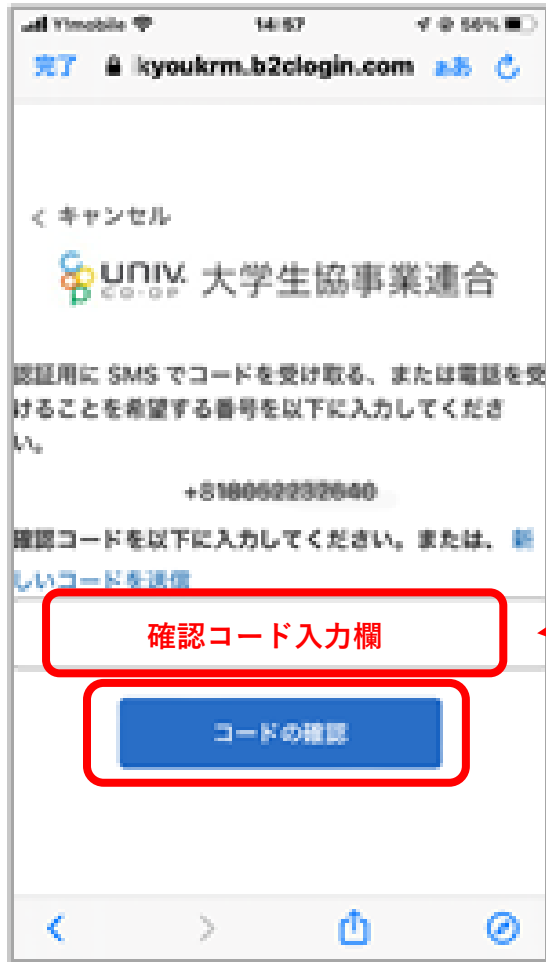 Y!mobile 14:57 56%
完了 kyoukrm.b2clogin.com ぁあ
< キャンセル
univ. CO-OP 大学生協事業連合
認証用に SMS でコードを受け取る、または電話を受
けることを希望する番号を以下に入力してくださ
い。
確認コードを以下に入力してください。または、 新
しいコードを送信
確認コード入力欄
コードの確認